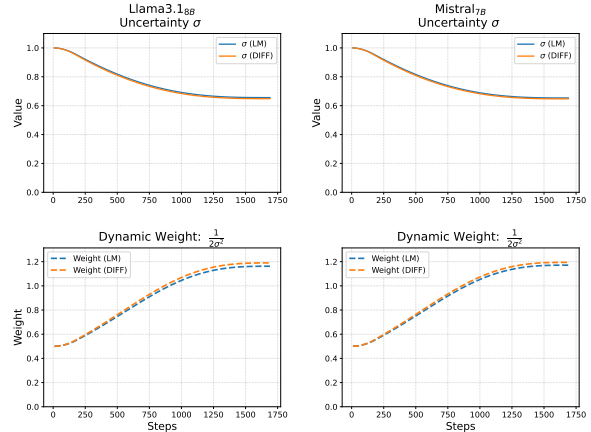 Llama3.18B
Uncertainty σ
Value
1.0
0.8
0.6
0.4
0.2
0.0
σ (LM)
σ (DIFF)
0 250 500 750 1000 1250 1500 1750
Mistral7B
Uncertainty σ
Value
1.0
0.8
0.6
0.4
0.2
0.0
σ (LM)
σ (DIFF)
0 250 500 750 1000 1250 1500 1750
Dynamic Weight: 1/2σ²
Weight
1.2
1.0
0.8
0.6
0.4
0.2
0.0
Weight (LM)
Weight (DIFF)
0 250 500 750 1000 1250 1500 1750
Steps
Dynamic Weight: 1/2σ²
1.2
1.0
0.8
0.6
0.4
0.2
0.0
Weight (LM)
Weight (DIFF)
0 250 500 750 1000 1250 1500 1750
Steps